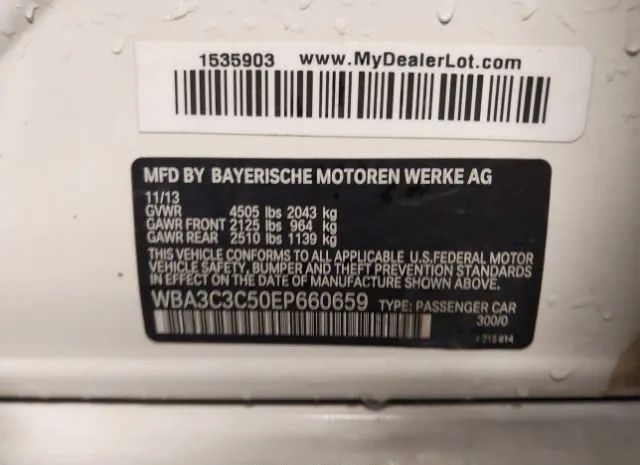 1535903 www.MyDealerLot.com
MFD BY BAYERISCHE MOTOREN WERKE AG
11/13
GVWR 4505 lbs 2043 kg
GAWR FRONT 2125 lbs 964 kg
GAWR REAR 2510 lbs 1139 kg
THIS VEHICLE CONFORMS TO ALL APPLICABLE U.S.FEDERAL MOTOR
VEHICLE SAFETY, BUMPER AND THEFT PREVENTION STANDARDS
IN EFFECT ON THE DATE OF MANUFACTURE SHOWN ABOVE.
WBA3C3C50EP660659 TYPE: PASSENGER CAR
300/0